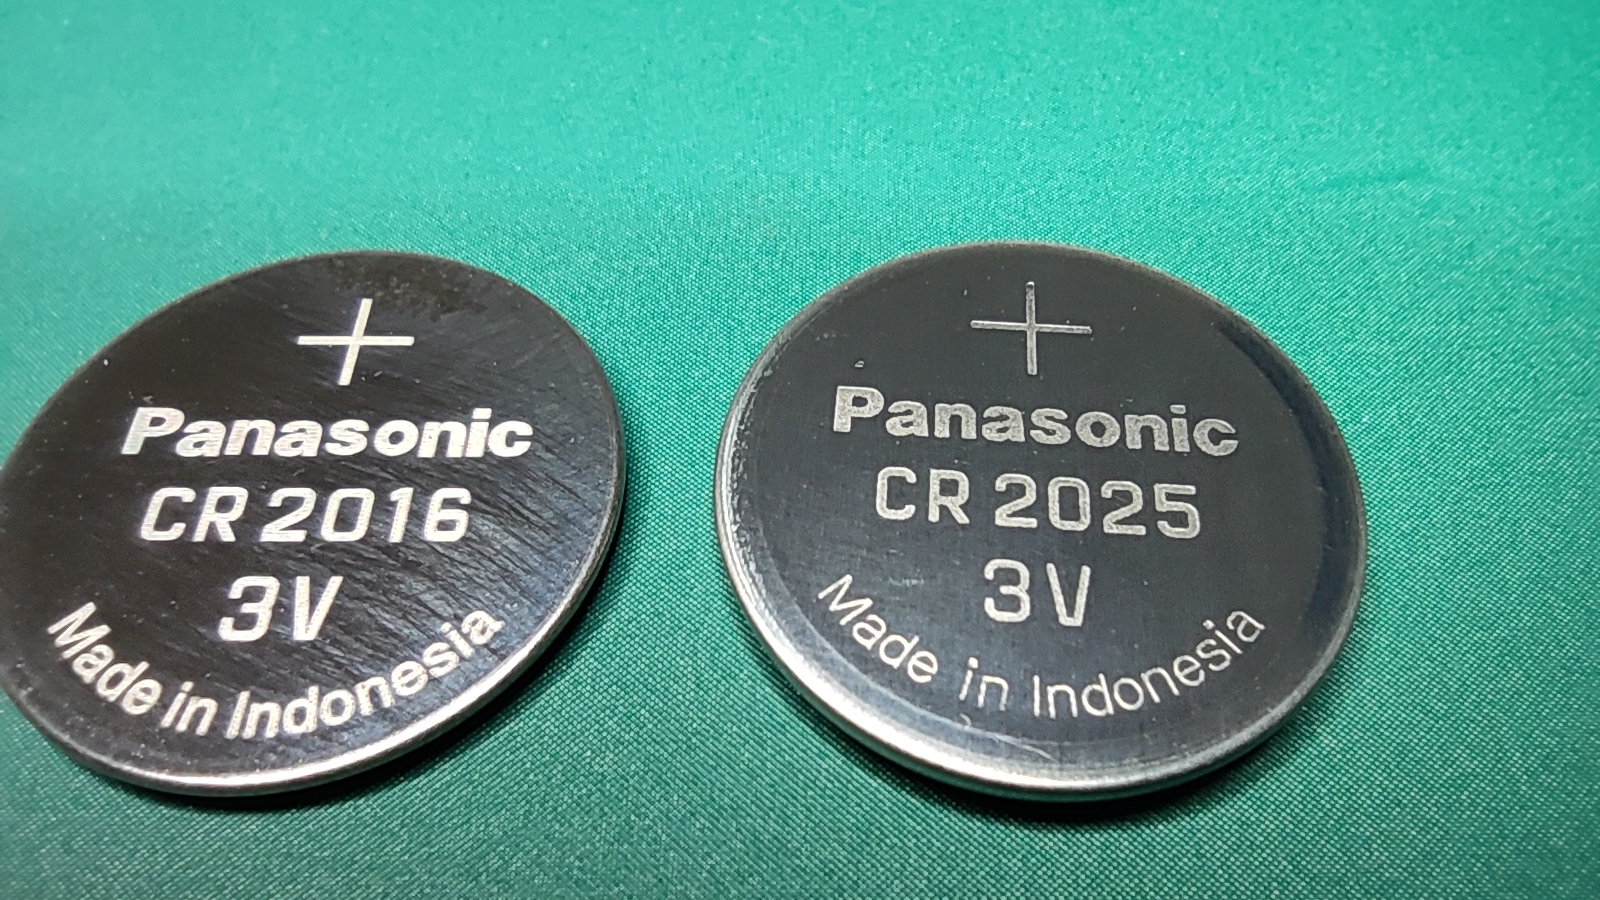 +
Panasonic
CR 2016
3V
Made in Indonesia
+
Panasonic
CR 2025
3V
Made in Indonesia